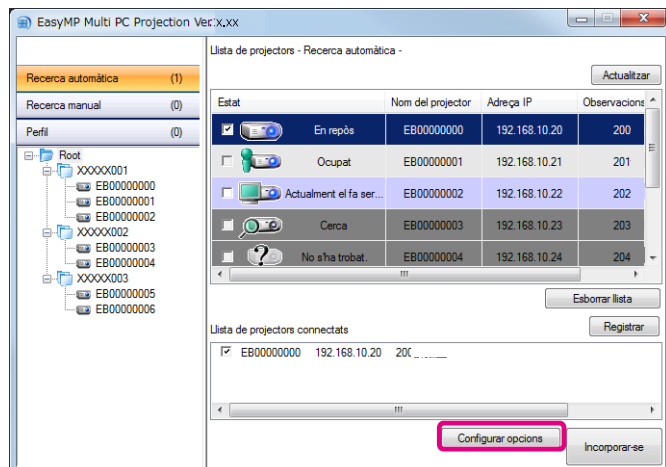 EasyMP Multi PC Projection Ver.x.xx
Llista de projectors - Recerca automàtica -
Actualitzar
Recerca automàtica (1)
Recerca manual (0)
Perfil (0)
Root
XXXXX001
EB00000000
EB00000001
EB00000002
XXXXX002
EB00000003
EB00000004
XXXXX003
EB00000005
EB00000006
Estat Nom del projector Adreça IP Observacions
En repòs EB00000000 192.168.10.20 200
Ocupat EB00000001 192.168.10.21 201
Actualment el fa ser... EB00000002 192.168.10.22 202
Cerca EB00000003 192.168.10.23 203
No s'ha trobat. EB00000004 192.168.10.24 204
Esborrar llista
Llista de projectors connectats
Registrar
EB00000000 192.168.10.20 200
Configurar opcions
Incorporar-se